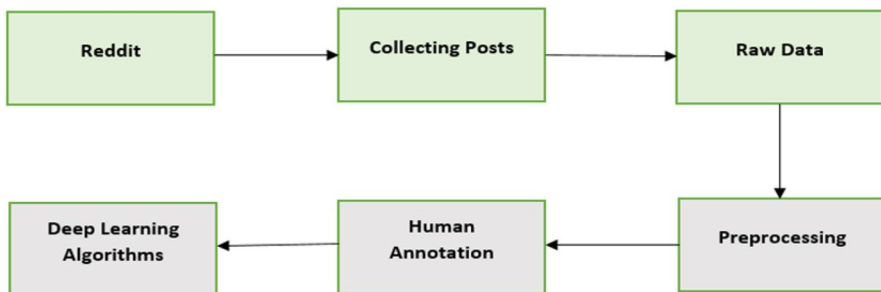 Reddit
Collecting Posts
Raw Data
Deep Learning
Algorithms
Human
Annotation
Preprocessing